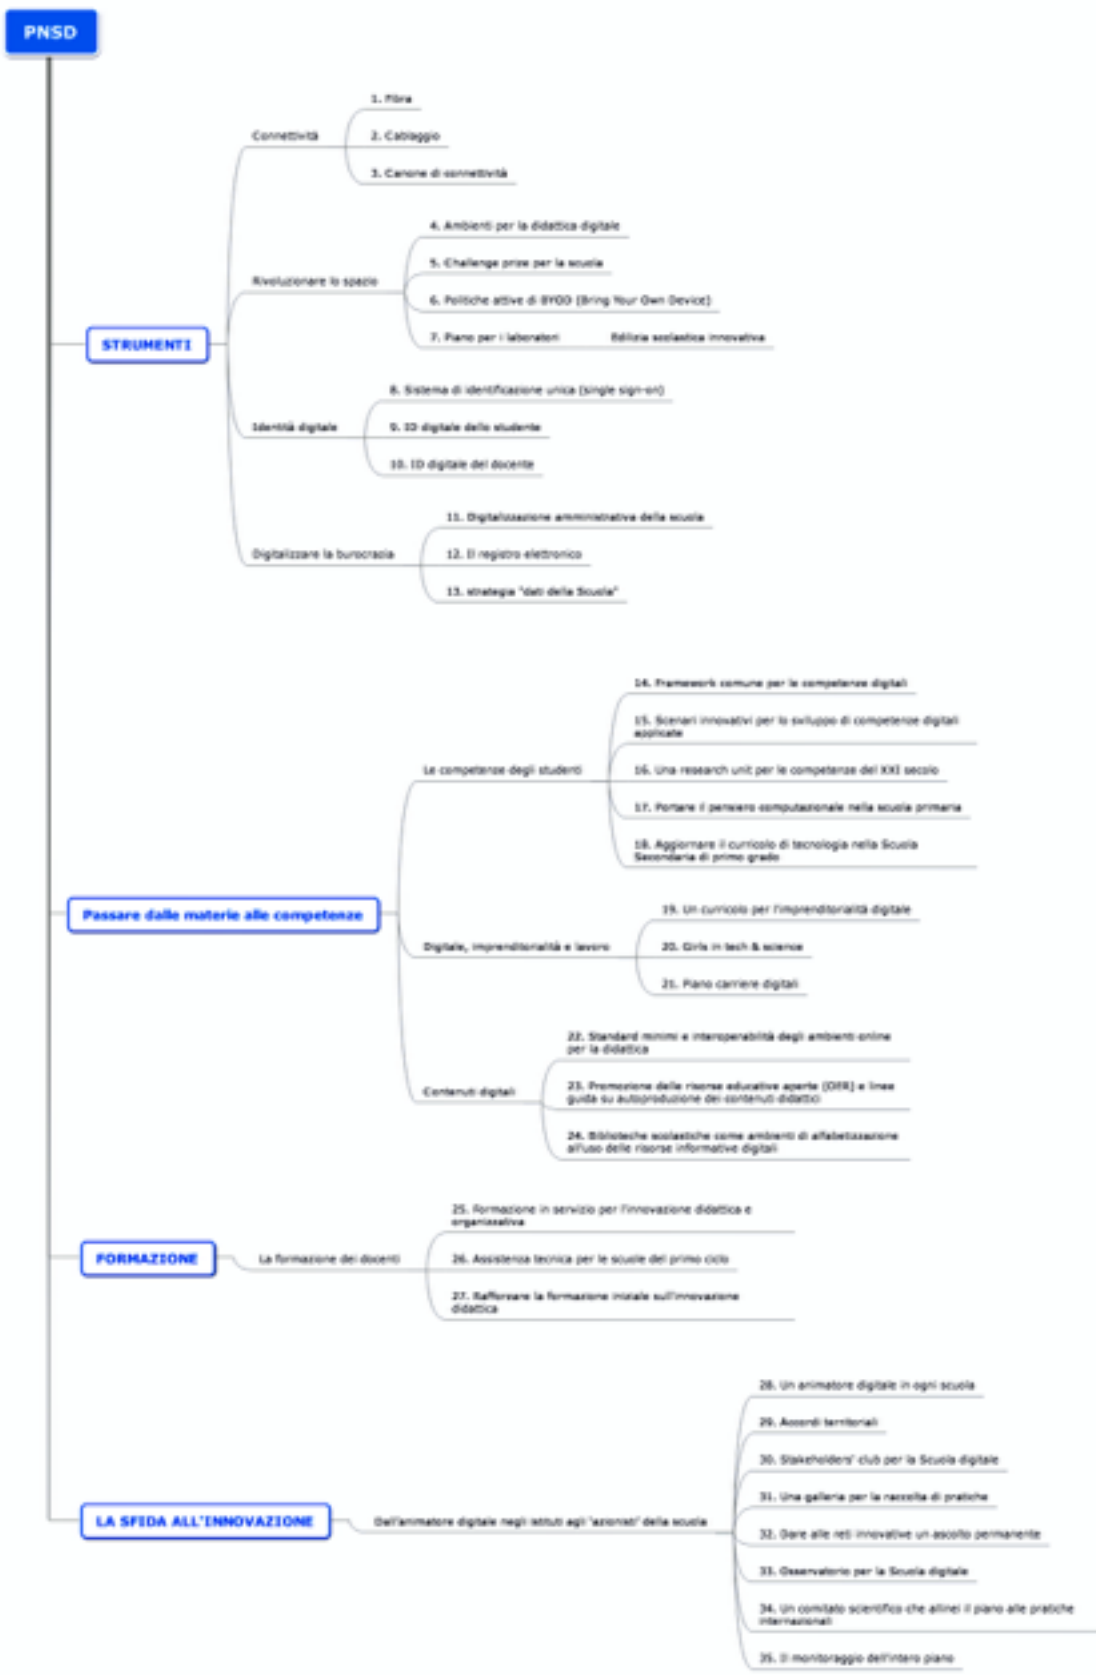 PNSD
STRUMENTI
Connettività
1. Fibra
2. Cablaggio
3. Canone di connettività
Rivoluzionare lo spazio
4. Ambienti per la didattica digitale
5. Challenge prize per la scuola
6. Politiche attive di BYOD (Bring Your Own Device)
7. Piano per i laboratori
Edilizia scolastica innovativa
Identità digitale
8. Sistema di identificazione unica (single sign-on)
9. ID digitale dello studente
10. ID digitale del docente
Digitalizzare la burocrazia
11. Digitalizzazione amministrativa della scuola
12. Il registro elettronico
13. strategia "dati della Scuola"
Passare dalle materie alle competenze
Le competenze degli studenti
14. Framework comune per le competenze digitali
15. Scenari innovativi per lo sviluppo di competenze digitali
applicate
16. Una research unit per le competenze del XXI secolo
17. Portare il pensiero computazionale nella scuola primaria
18. Aggiornare il curricolo di tecnologia nella Scuola
Secondaria di primo grado
Digitale, imprenditorialità e lavoro
19. Un curricolo per l'imprenditorialità digitale
20. Girls in tech & science
21. Piano carriere digitali
Contenuti digitali
22. Standard minimi e interoperabilità degli ambienti online
per la didattica
23. Promozione delle risorse educative aperte (OER) e linee
guida su autoproduzione dei contenuti didattici
24. Biblioteche scolastiche come ambienti di alfabetizzazione
all'uso delle risorse informative digitali
FORMAZIONE
La formazione dei docenti
25. Formazione in servizio per l'innovazione didattica e
organizzativa
26. Assistenza tecnica per le scuole del primo ciclo
27. Rafforzare la formazione iniziale sull'innovazione
didattica
LA SFIDA ALL'INNOVAZIONE
Dall'animatore digitale negli istituti agli 'azionisti' della scuola
28. Un animatore digitale in ogni scuola
29. Accordi territoriali
30. Stakeholders' club per la Scuola digitale
31. Una galleria per la raccolta di pratiche
32. Dare alle reti innovative un ascolto permanente
33. Osservatorio per la Scuola digitale
34. Un comitato scientifico che allinei il piano alle pratiche
internazionali
35. Il monitoraggio dell'intero piano